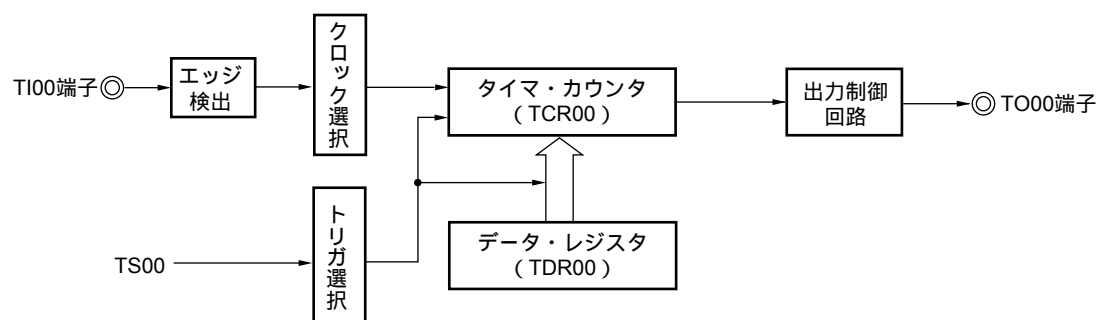 TI00端子
エッジ
検出
クロック選択
タイマ・カウンタ
(TCR00)
出力制御
回路
TO00端子
TS00
トリガ選択
データ・レジスタ
(TDR00)